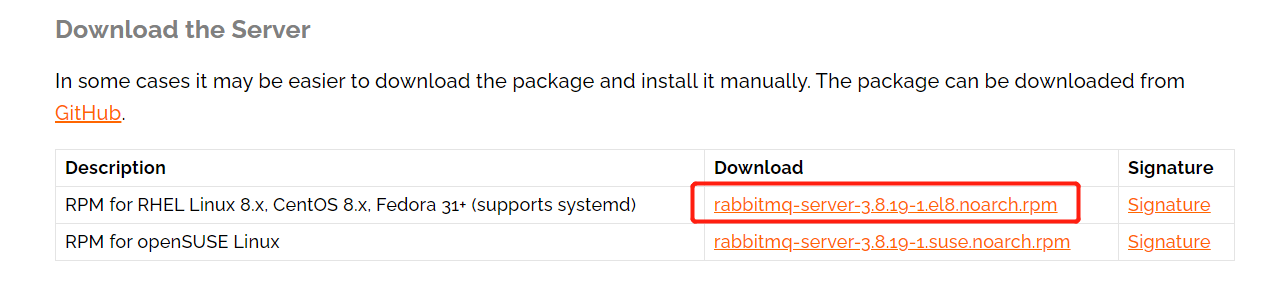 Download the Server
In some cases it may be easier to download the package and install it manually. The package can be downloaded from
GitHub.
Description Download Signature
RPM for RHEL Linux 8.x, CentOS 8.x, Fedora 31+ (supports systemd) rabbitmq-server-3.8.19-1.el8.noarch.rpm Signature
RPM for openSUSE Linux rabbitmq-server-3.8.19-1.suse.noarch.rpm Signature